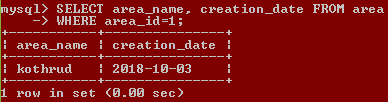 mysql> SELECT area_name, creation_date FROM area
    -> WHERE area_id=1;
+-----------+---------------+
| area_name | creation_date |
+-----------+---------------+
| kothrud   | 2018-10-03    |
+-----------+---------------+
1 row in set (0.00 sec)